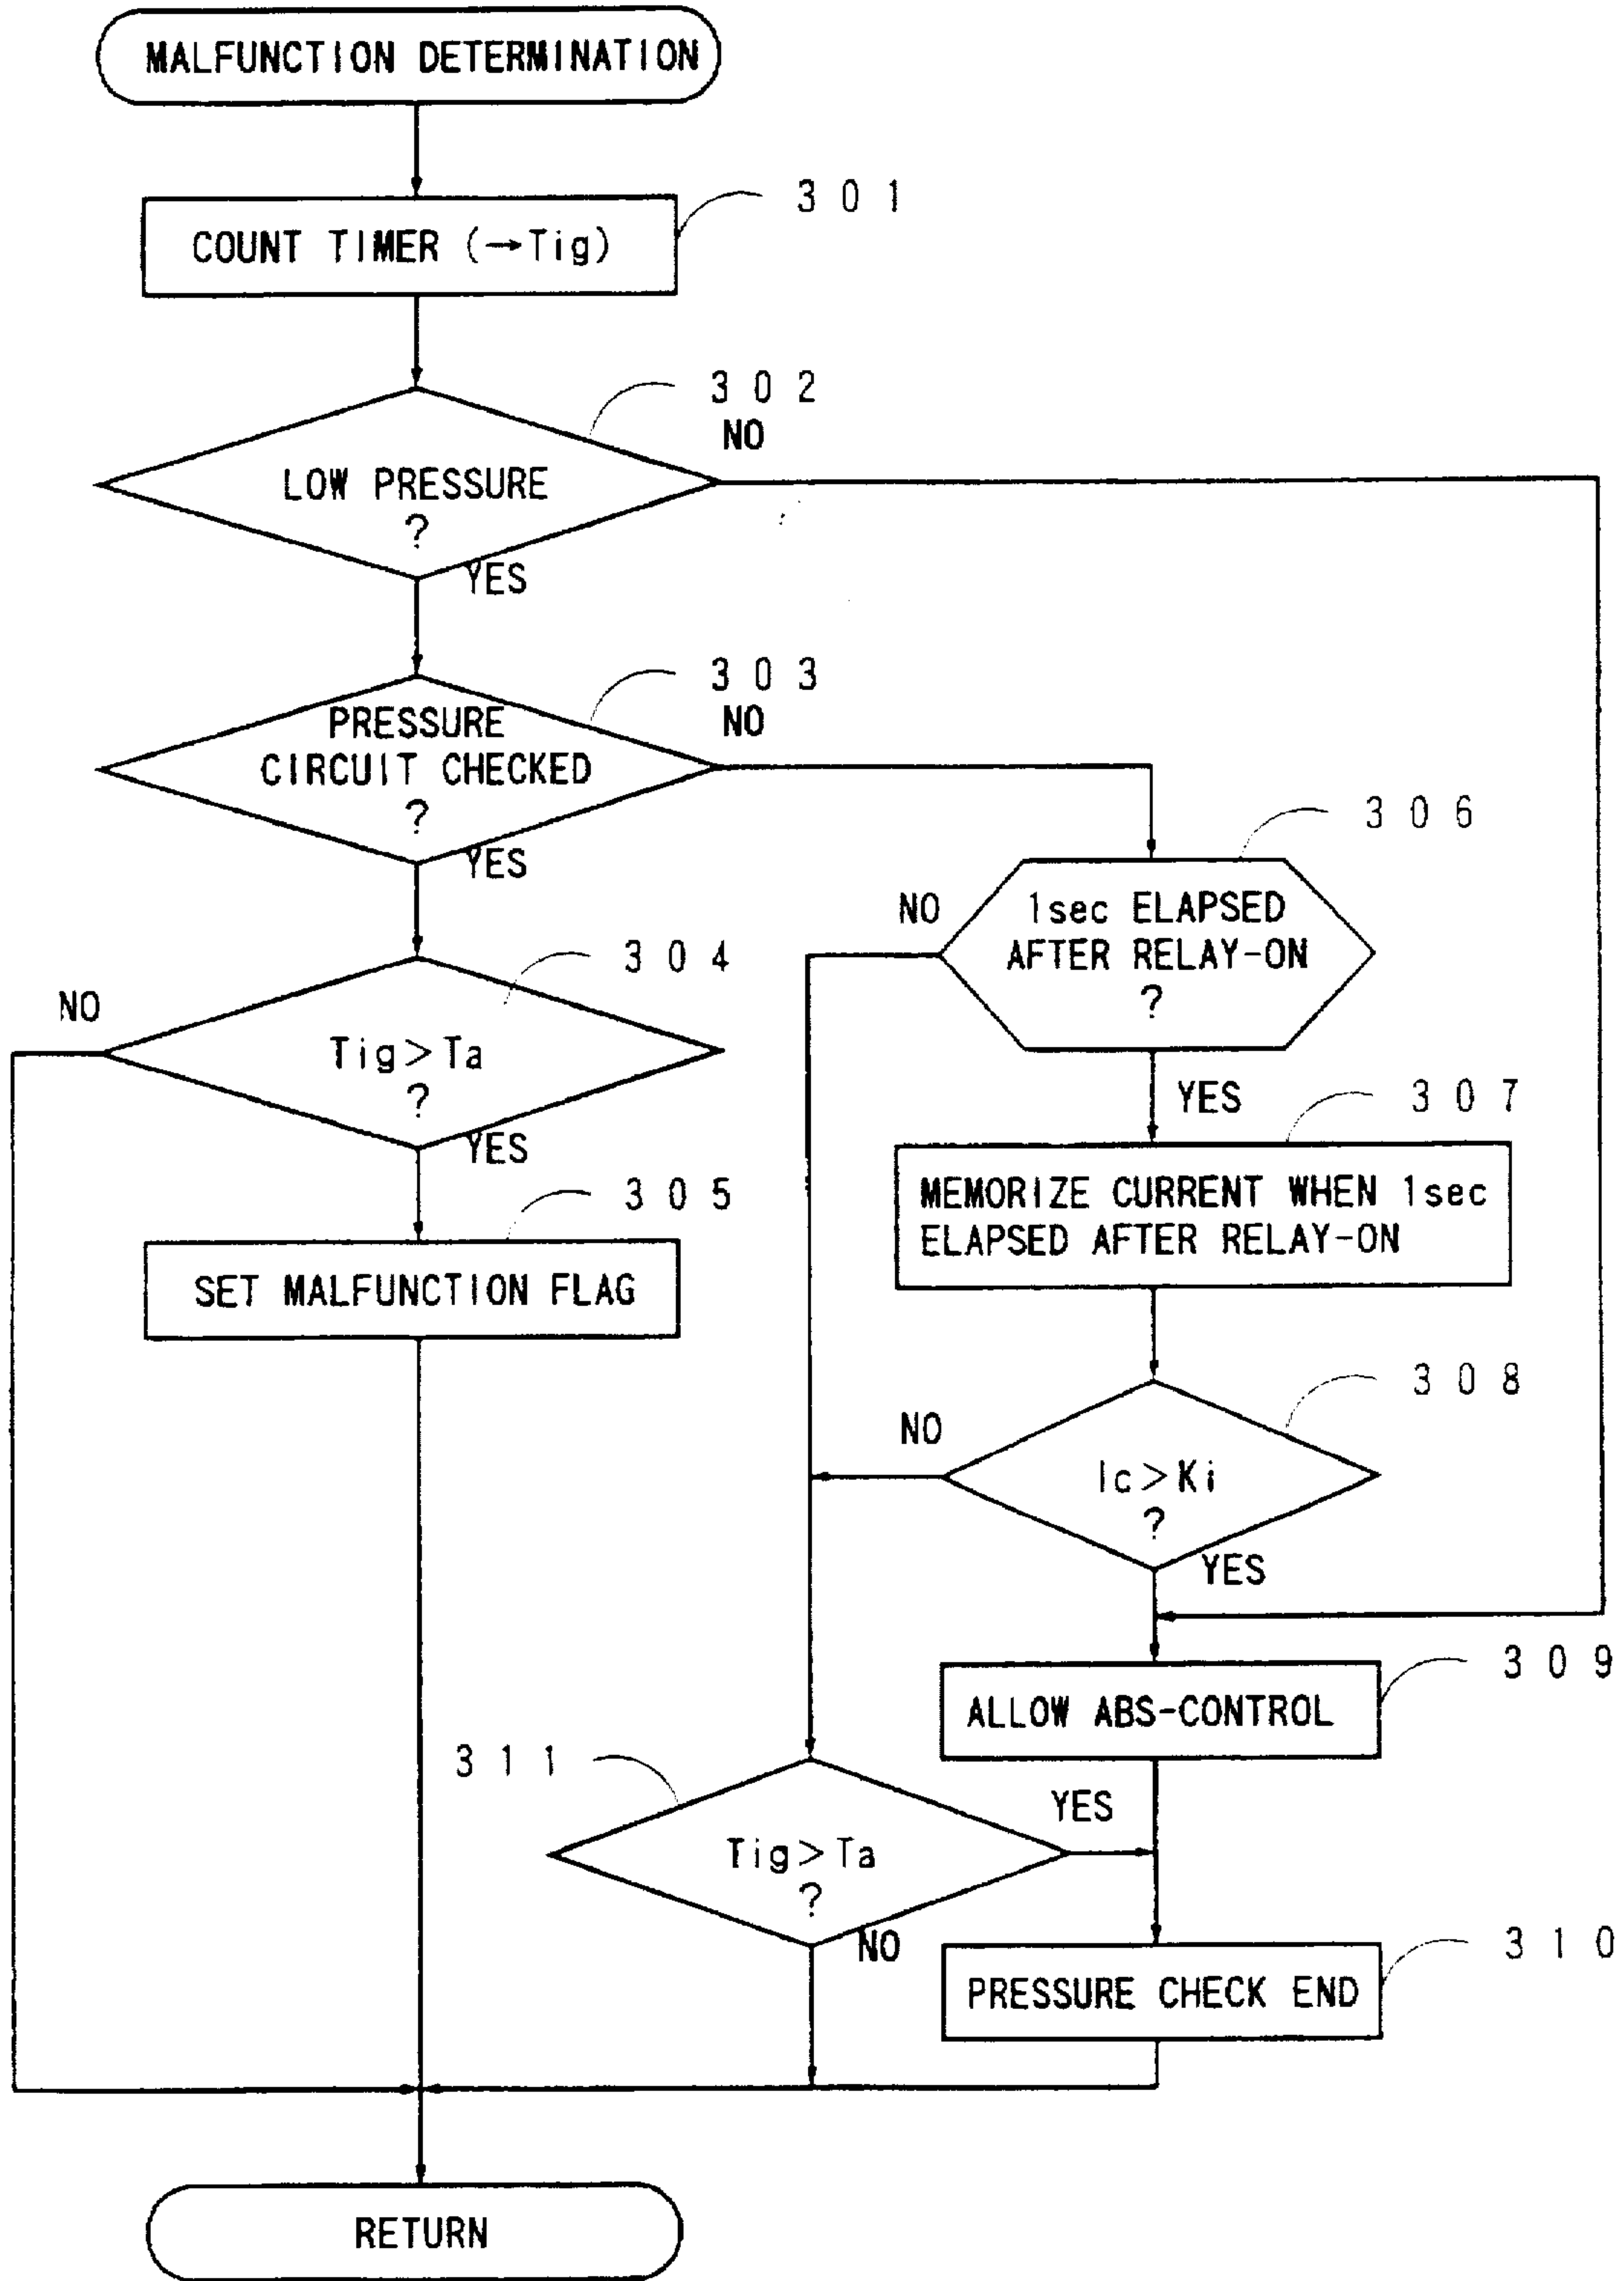 MALFUNCTION DETERMINATION
301
COUNT TIMER (→Tig)
302
NO
LOW PRESSURE
?
YES
303
NO
PRESSURE
CIRCUIT CHECKED
?
YES
306
NO
1sec ELAPSED
AFTER RELAY-ON
?
YES
304
NO
Tig>Ta
?
YES
307
MEMORIZE CURRENT WHEN 1sec
ELAPSED AFTER RELAY-ON
305
SET MALFUNCTION FLAG
308
NO
Ic>Ki
?
YES
309
ALLOW ABS-CONTROL
311
YES
Tig>Ta
?
NO
310
PRESSURE CHECK END
RETURN